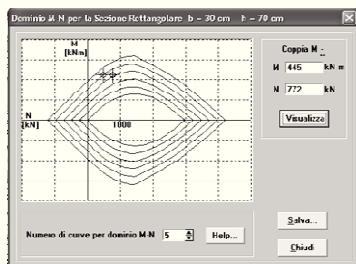 Dominio M-N per la Sezione Rettangolare b = 30 cm h = 70 cm
M
[kNm]
N
[kN]
1000
Coppia M -
M 445 kN m
N 772 kN
Visualizza
Numero di curve per dominio M-N 5 Help...
Salva...
Chiudi